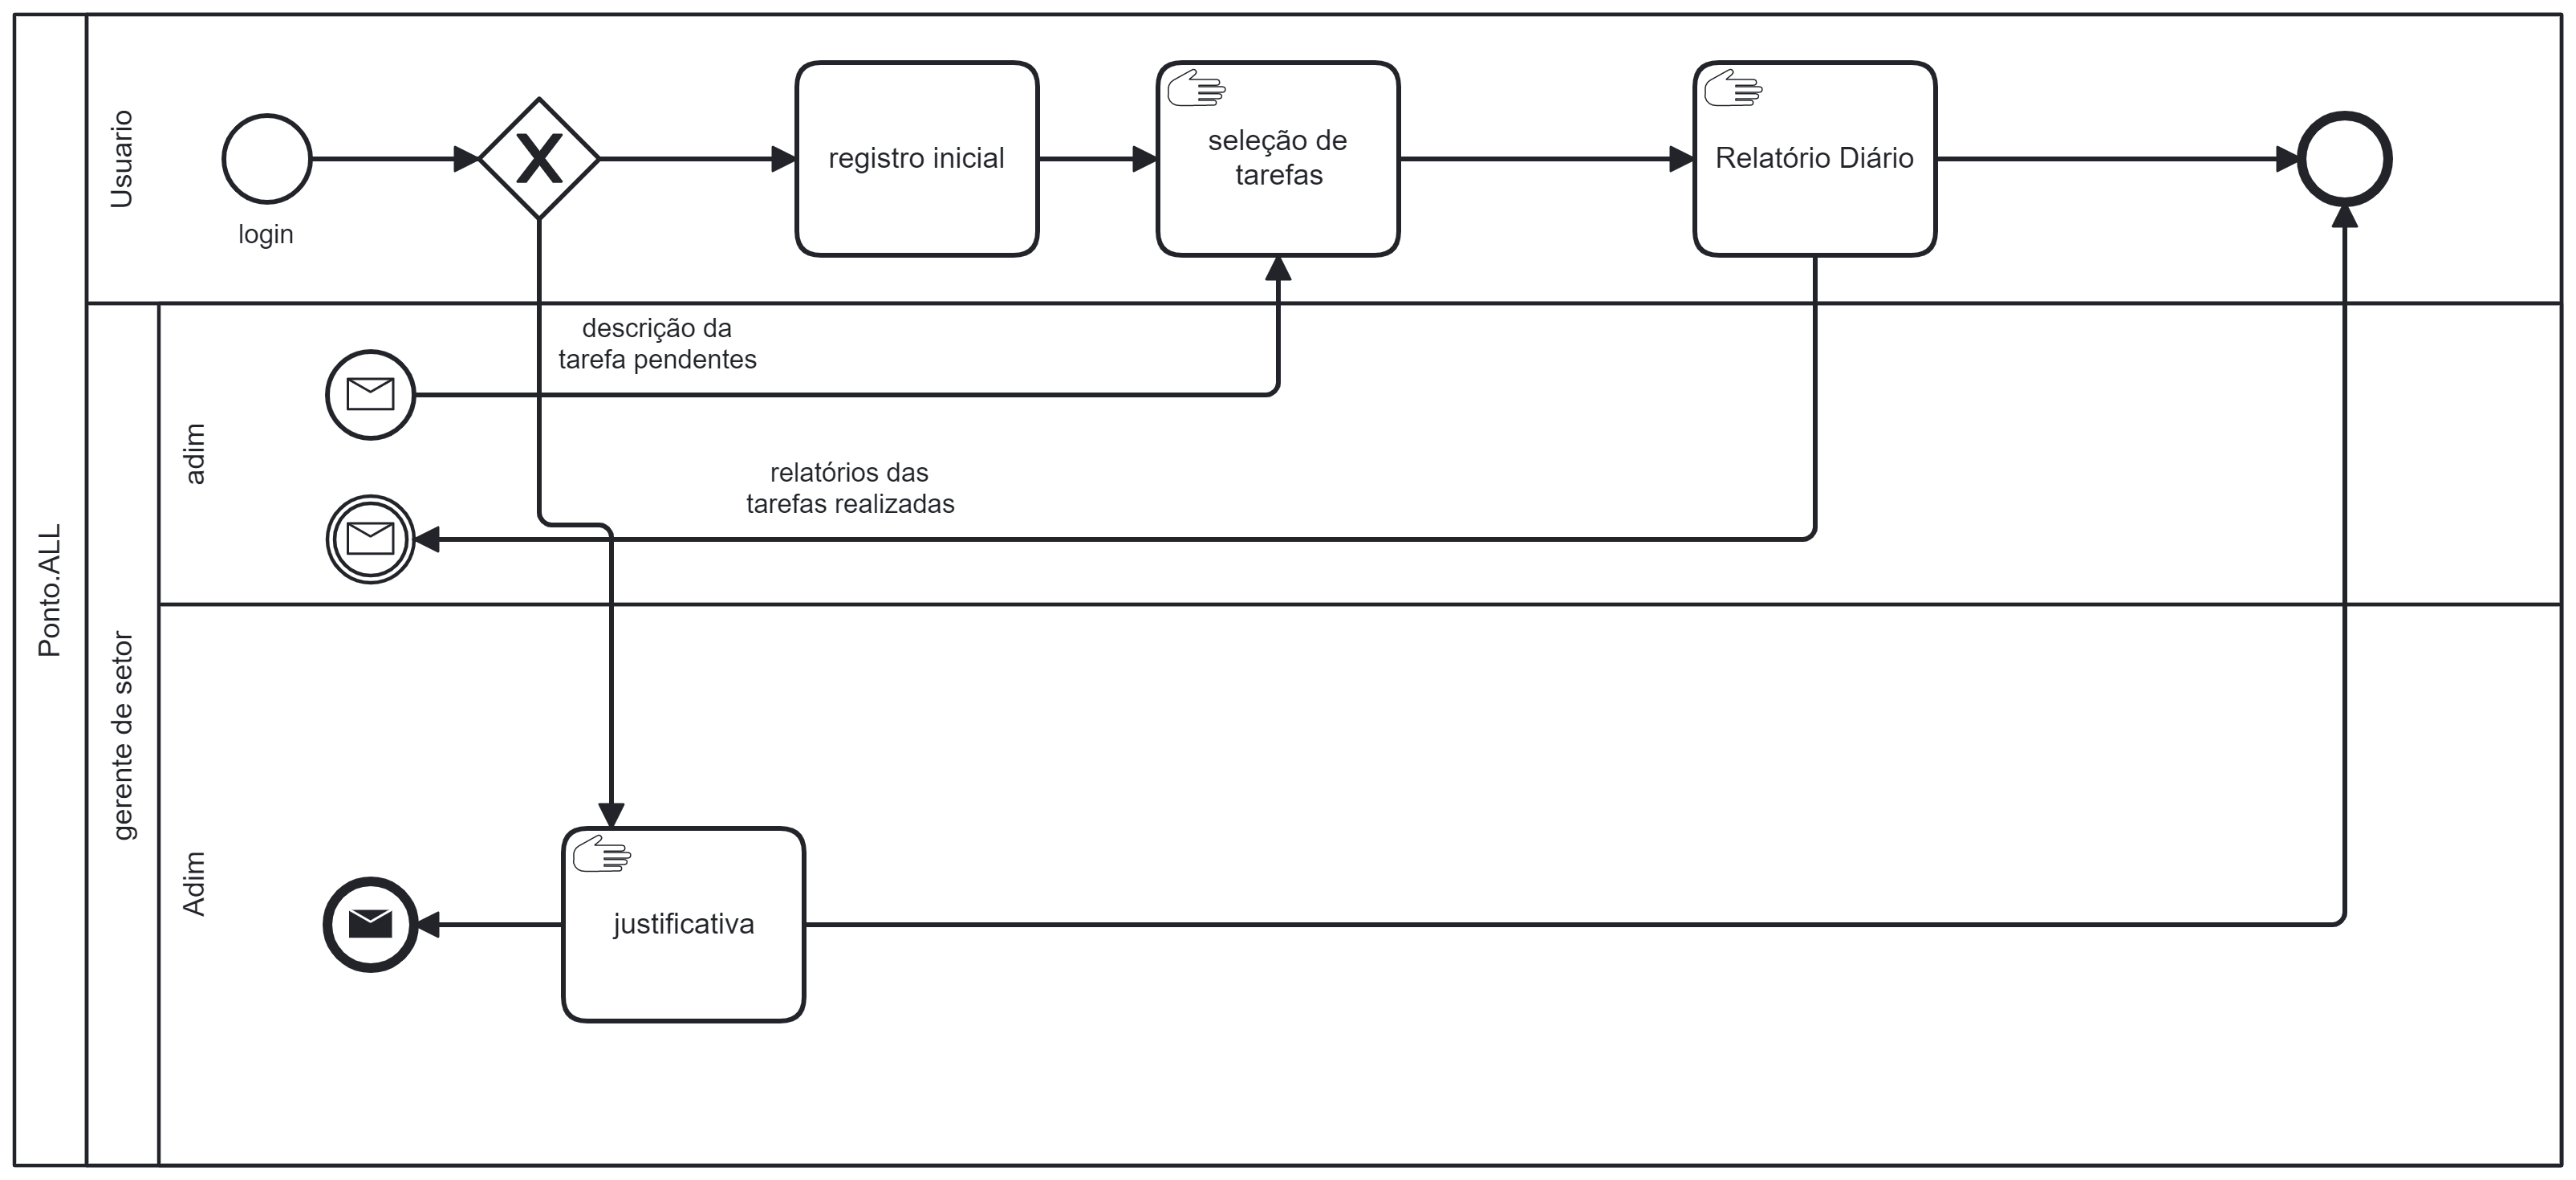 Ponto.ALL
Usuario
login
registro inicial
seleção de
tarefas
Relatório Diário
gerente de setor
adim
descrição da
tarefa pendentes
relatórios das
tarefas realizadas
Adim
justificativa